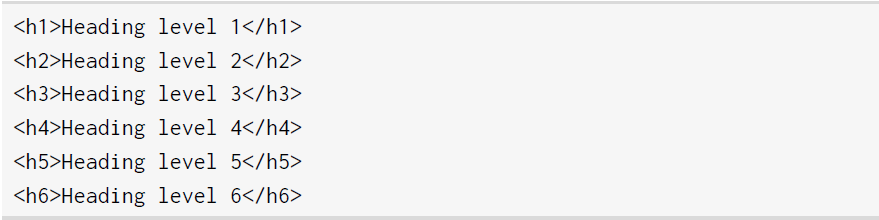 <h1>Heading level 1</h1>
<h2>Heading level 2</h2>
<h3>Heading level 3</h3>
<h4>Heading level 4</h4>
<h5>Heading level 5</h5>
<h6>Heading level 6</h6>